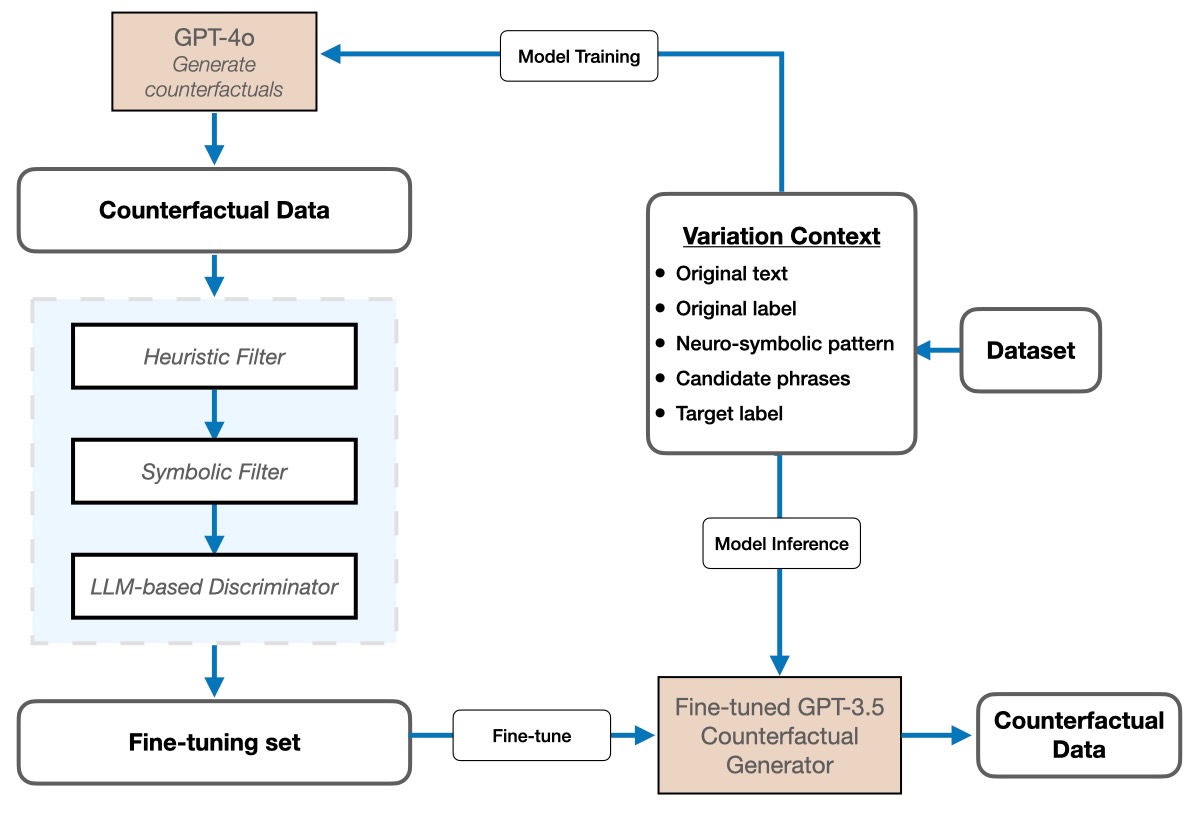 GPT-4o
Generate
counterfactuals
Model Training
Counterfactual Data
Variation Context
• Original text
• Original label
• Neuro-symbolic pattern
• Candidate phrases
• Target label
Dataset
Heuristic Filter
Symbolic Filter
LLM-based Discriminator
Model Inference
Fine-tuning set
Fine-tune
Fine-tuned GPT-3.5
Counterfactual
Generator
Counterfactual
Data